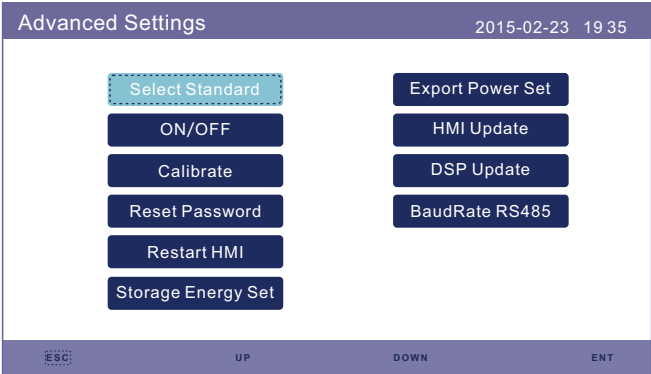 Advanced Settings 2015-02-23 19 35
Select Standard
ON/OFF
Calibrate
Reset Password
Restart HMI
Storage Energy Set
Export Power Set
HMI Update
DSP Update
BaudRate RS485
ESC UP DOWN ENT